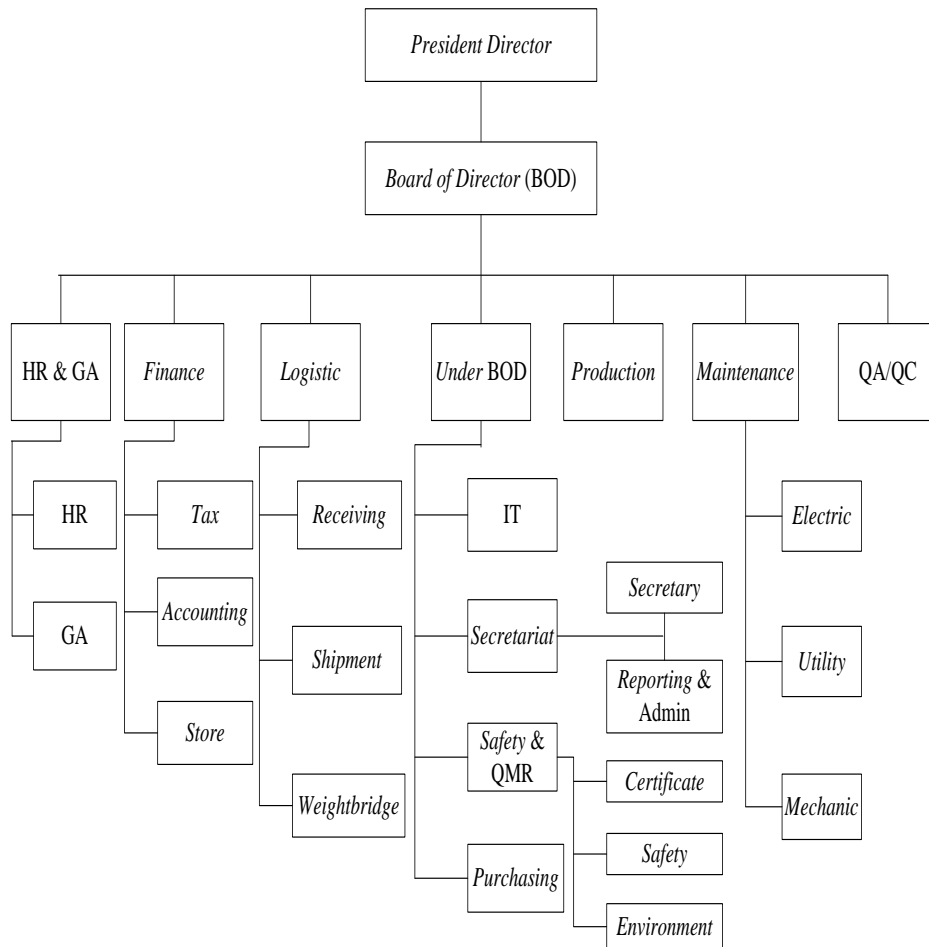 President Director
Board of Director (BOD)
HR & GA
Finance
Logistic
Under BOD
Production
Maintenance
QA/QC
HR
Tax
Receiving
IT
Electric
Secretary
Accounting
GA
Shipment
Secretariat
Utility
Reporting &
Admin
Store
Safety &
QMR
Certificate
Weightbridge
Mechanic
Safety
Purchasing
Environment